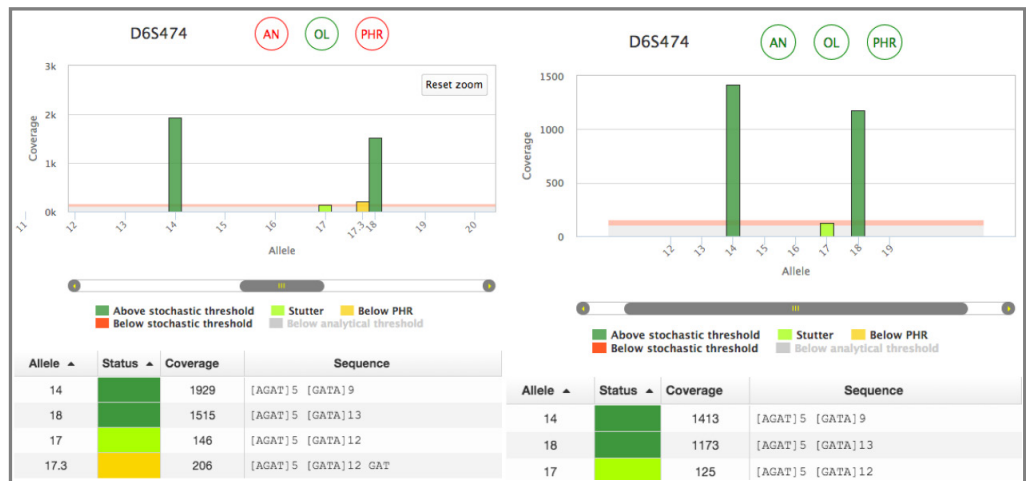 D6S474 AN OL PHR
3k
Reset zoom
2k
Coverage
1k
0k
11 12 13 14 15 16 17 17.3 18 19 20
Allele
Above stochastic threshold Stutter Below PHR
Below stochastic threshold Below analytical threshold
Allele Status Coverage Sequence
14 1929 [AGAT]5 [GATA]9
18 1515 [AGAT]5 [GATA]13
17 146 [AGAT]5 [GATA]12
17.3 206 [AGAT]5 [GATA]12 GAT
D6S474 AN OL PHR
1500
1000
Coverage
500
0
12 13 14 15 16 17 18 19
Allele
Above stochastic threshold Stutter Below PHR
Below stochastic threshold Below analytical threshold
Allele Status Coverage Sequence
14 1413 [AGAT]5 [GATA]9
18 1173 [AGAT]5 [GATA]13
17 125 [AGAT]5 [GATA]12